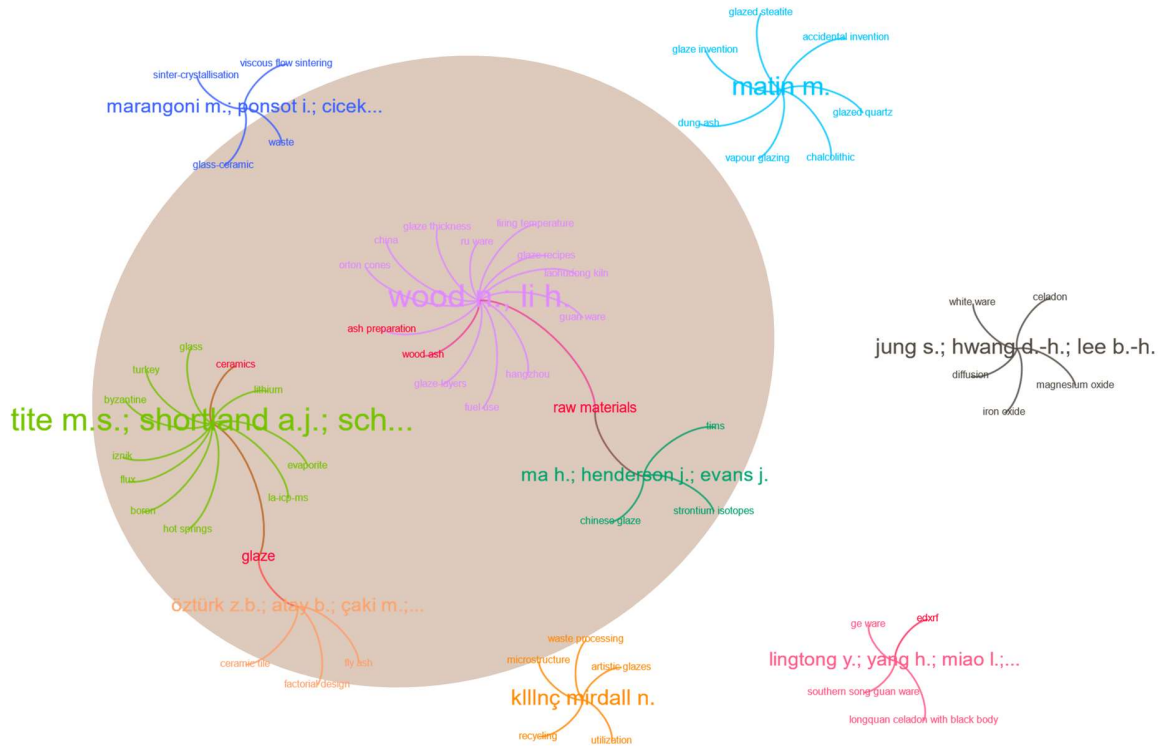 glazed steatite
accidental invention
glaze invention
matin m.
glazed quartz
dung ash
vapour glazing
chalcolithic
viscous flow sintering
sinter-crystallisation
marangoni m.; ponsot i.; cicek...
waste
glass-ceramic
firing temperature
glaze thickness
ru ware
china
glaze recipes
orton cones
laohudong kiln
wood n.; li h.
guan ware
ash preparation
wood ash
hangzhou
glaze layers
fuel use
raw materials
white ware
celadon
jung s.; hwang d.-h.; lee b.-h.
diffusion
magnesium oxide
iron oxide
glass
ceramics
turkey
lithium
byzantine
tite m.s.; shortland a.j.; sch...
iznik
evaporite
flux
la-icp-ms
boron
hot springs
tims
ma h.; henderson j.; evans j.
strontium isotopes
chinese glaze
glaze
öztürk z.b.; atay b.; çaki m.;...
ceramic tile
fly ash
factorial design
waste processing
microstructure
artistic glazes
klllnç mirdall n.
recycling
utilization
ge ware
edxrf
lingtong y.; yang h.; miao l.;...
southern song guan ware
longquan celadon with black body